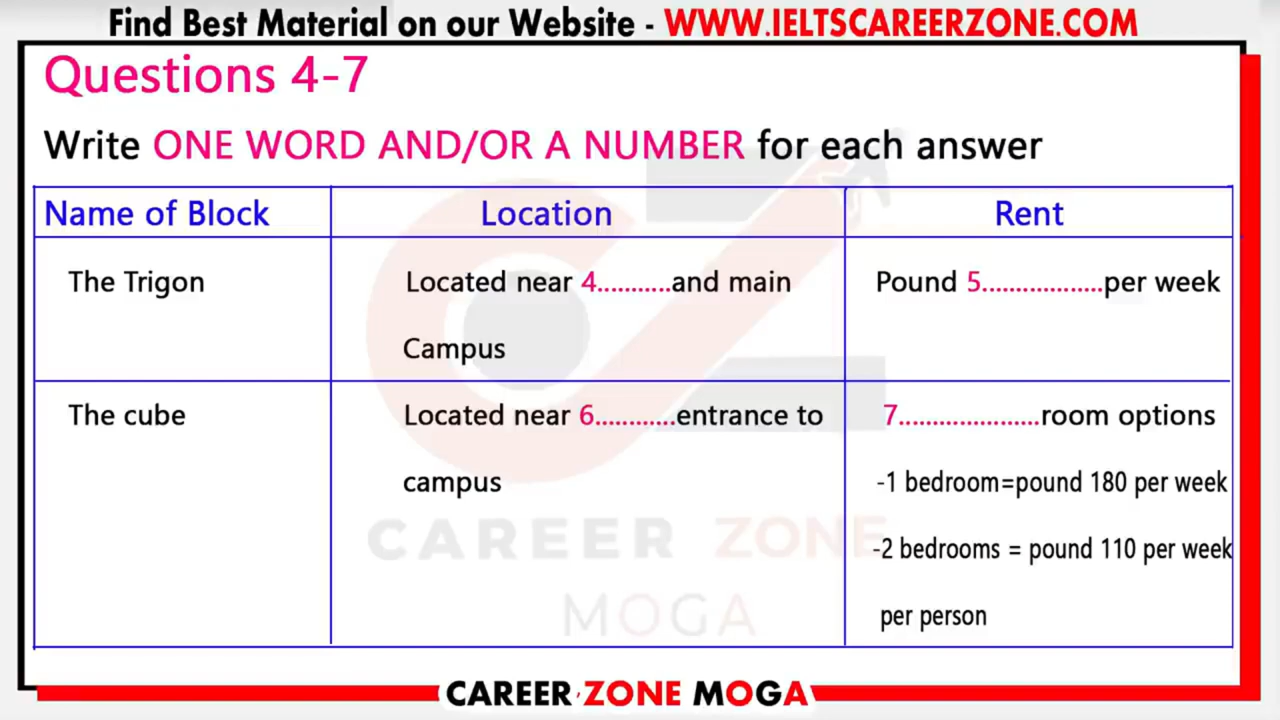 Find Best Material on our Website - WWW.IELTSCAREERZONE.COM
Questions 4-7
Write ONE WORD AND/OR A NUMBER for each answer
Name of Block Location Rent
The Trigon Located near 4...........and main Pound 5..................per week
Campus
The cube Located near 6............entrance to 7.....................room options
campus -1 bedroom=pound 180 per week
CAREER ZONE
-2 bedrooms = pound 110 per week
MOGA
per person
CAREER ZONE MOGA